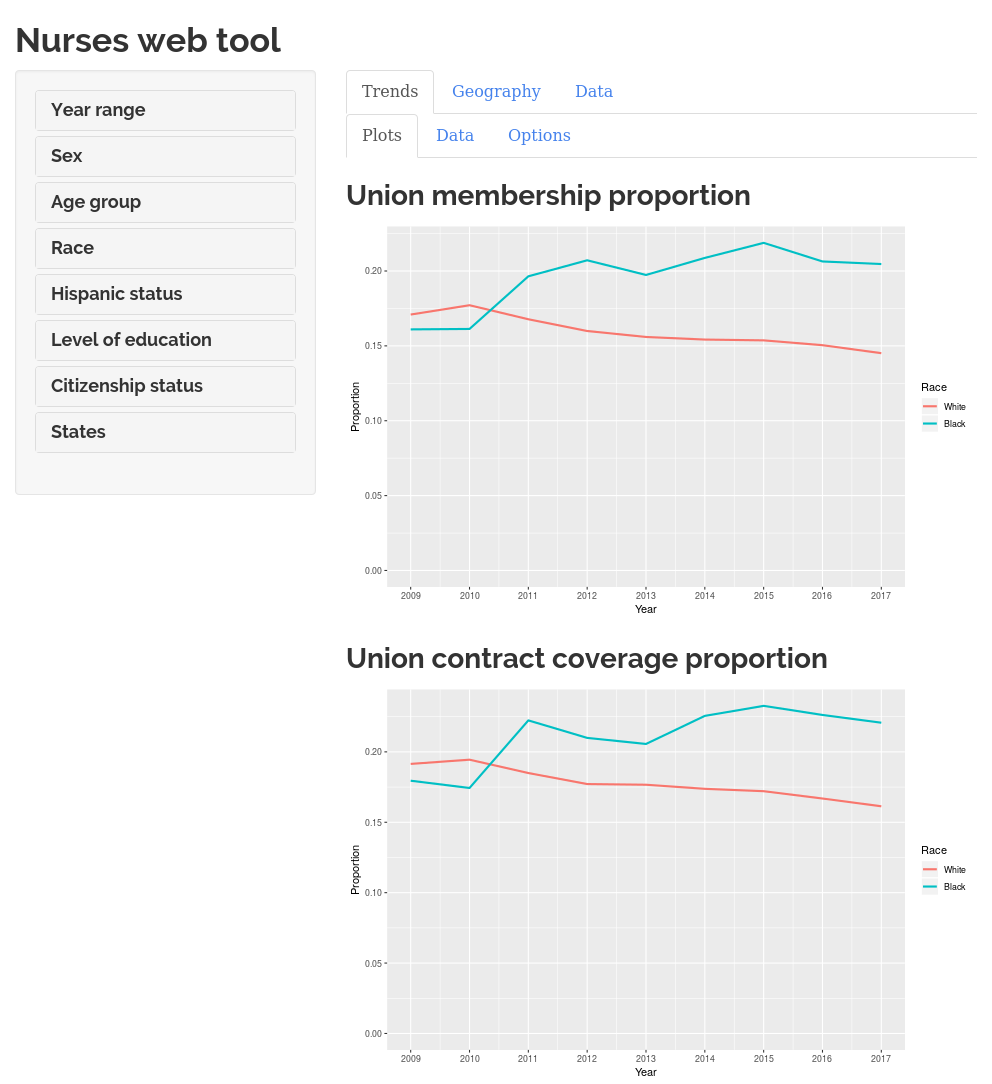 Nurses web tool
Year range
Sex
Age group
Race
Hispanic status
Level of education
Citizenship status
States
Trends Geography Data
Plots Data Options
Union membership proportion
0.20
0.15
0.10
0.05
0.00
Proportion
2009 2010 2011 2012 2013 2014 2015 2016 2017
Year
Race
White
Black
Union contract coverage proportion
0.20
0.15
0.10
0.05
0.00
Proportion
2009 2010 2011 2012 2013 2014 2015 2016 2017
Year
Race
White
Black